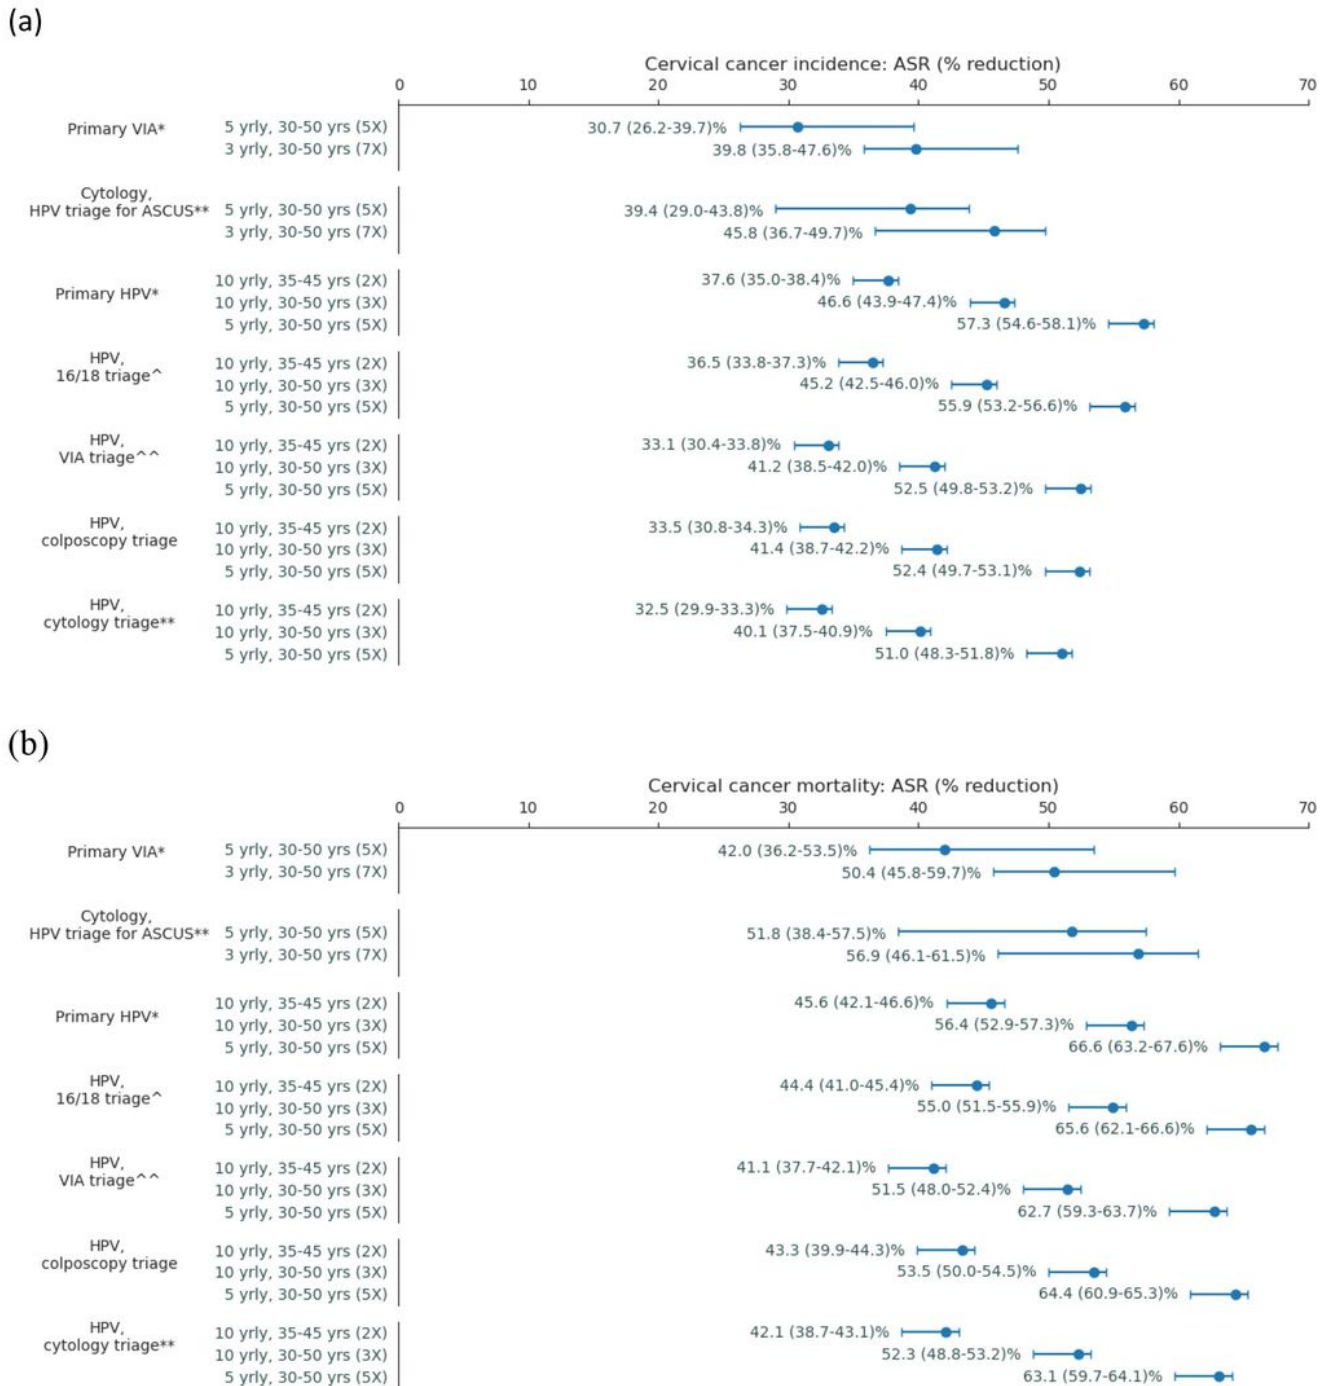 (a)
Cervical cancer incidence: ASR (% reduction)
0 10 20 30 40 50 60 70
Primary VIA* 5 yrly, 30-50 yrs (5X) 30.7 (26.2-39.7)%
3 yrly, 30-50 yrs (7X) 39.8 (35.8-47.6)%
Cytology,
HPV triage for ASCUS** 5 yrly, 30-50 yrs (5X) 39.4 (29.0-43.8)%
3 yrly, 30-50 yrs (7X) 45.8 (36.7-49.7)%
10 yrly, 35-45 yrs (2X) 37.6 (35.0-38.4)%
Primary HPV* 10 yrly, 30-50 yrs (3X) 46.6 (43.9-47.4)%
5 yrly, 30-50 yrs (5X) 57.3 (54.6-58.1)%
HPV, 10 yrly, 35-45 yrs (2X) 36.5 (33.8-37.3)%
16/18 triage^ 10 yrly, 30-50 yrs (3X) 45.2 (42.5-46.0)%
5 yrly, 30-50 yrs (5X) 55.9 (53.2-56.6)%
HPV, 10 yrly, 35-45 yrs (2X) 33.1 (30.4-33.8)%
VIA triage^^ 10 yrly, 30-50 yrs (3X) 41.2 (38.5-42.0)%
5 yrly, 30-50 yrs (5X) 52.5 (49.8-53.2)%
HPV, 10 yrly, 35-45 yrs (2X) 33.5 (30.8-34.3)%
colposcopy triage 10 yrly, 30-50 yrs (3X) 41.4 (38.7-42.2)%
5 yrly, 30-50 yrs (5X) 52.4 (49.7-53.1)%
HPV, 10 yrly, 35-45 yrs (2X) 32.5 (29.9-33.3)%
cytology triage** 10 yrly, 30-50 yrs (3X) 40.1 (37.5-40.9)%
5 yrly, 30-50 yrs (5X) 51.0 (48.3-51.8)%
(b)
Cervical cancer mortality: ASR (% reduction)
0 10 20 30 40 50 60 70
Primary VIA* 5 yrly, 30-50 yrs (5X) 42.0 (36.2-53.5)%
3 yrly, 30-50 yrs (7X) 50.4 (45.8-59.7)%
Cytology,
HPV triage for ASCUS** 5 yrly, 30-50 yrs (5X) 51.8 (38.4-57.5)%
3 yrly, 30-50 yrs (7X) 56.9 (46.1-61.5)%
10 yrly, 35-45 yrs (2X) 45.6 (42.1-46.6)%
Primary HPV* 10 yrly, 30-50 yrs (3X) 56.4 (52.9-57.3)%
5 yrly, 30-50 yrs (5X) 66.6 (63.2-67.6)%
HPV, 10 yrly, 35-45 yrs (2X) 44.4 (41.0-45.4)%
16/18 triage^ 10 yrly, 30-50 yrs (3X) 55.0 (51.5-55.9)%
5 yrly, 30-50 yrs (5X) 65.6 (62.1-66.6)%
HPV, 10 yrly, 35-45 yrs (2X) 41.1 (37.7-42.1)%
VIA triage^^ 10 yrly, 30-50 yrs (3X) 51.5 (48.0-52.4)%
5 yrly, 30-50 yrs (5X) 62.7 (59.3-63.7)%
HPV, 10 yrly, 35-45 yrs (2X) 43.3 (39.9-44.3)%
colposcopy triage 10 yrly, 30-50 yrs (3X) 53.5 (50.0-54.5)%
5 yrly, 30-50 yrs (5X) 64.4 (60.9-65.3)%
HPV, 10 yrly, 35-45 yrs (2X) 42.1 (38.7-43.1)%
cytology triage** 10 yrly, 30-50 yrs (3X) 52.3 (48.8-53.2)%
5 yrly, 30-50 yrs (5X) 63.1 (59.7-64.1)%